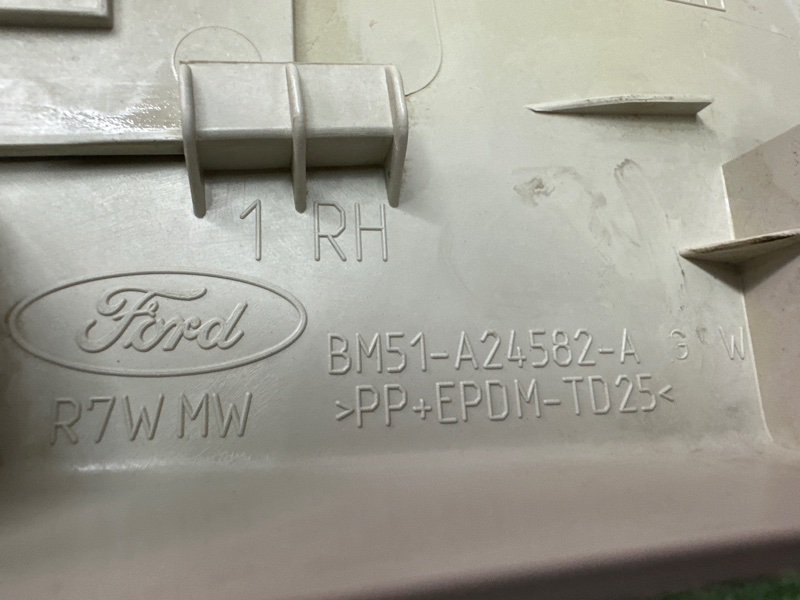 1 RH
Ford
BM51-A24582-A G W
R7W MW
>PP+EPDM-TD25<